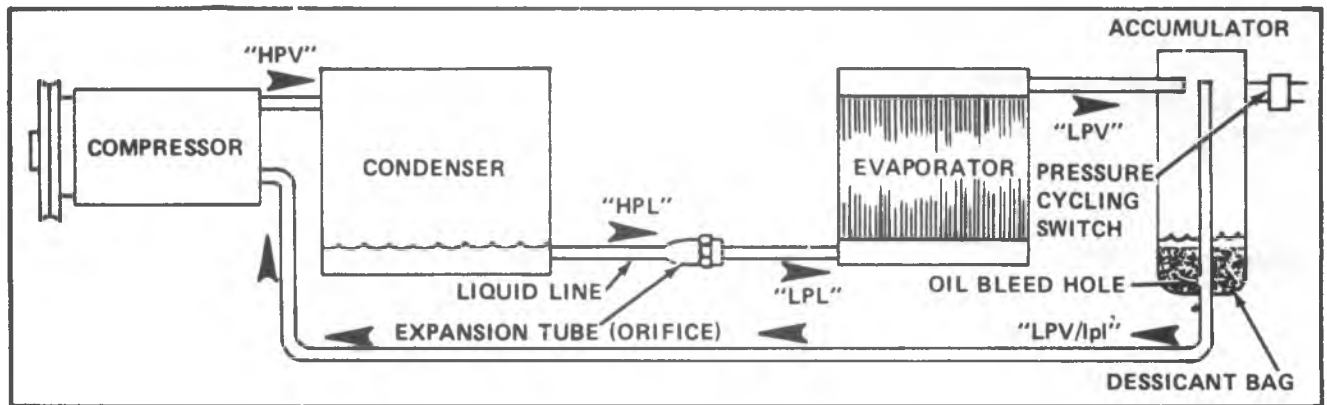 ACCUMULATOR
"HPV"
COMPRESSOR
CONDENSER
EVAPORATOR
"LPV"
PRESSURE
CYCLING
SWITCH
"HPL"
LIQUID LINE
"LPL"
OIL BLEED HOLE
EXPANSION TUBE (ORIFICE)
"LPV/lpl"
DESSICANT BAG